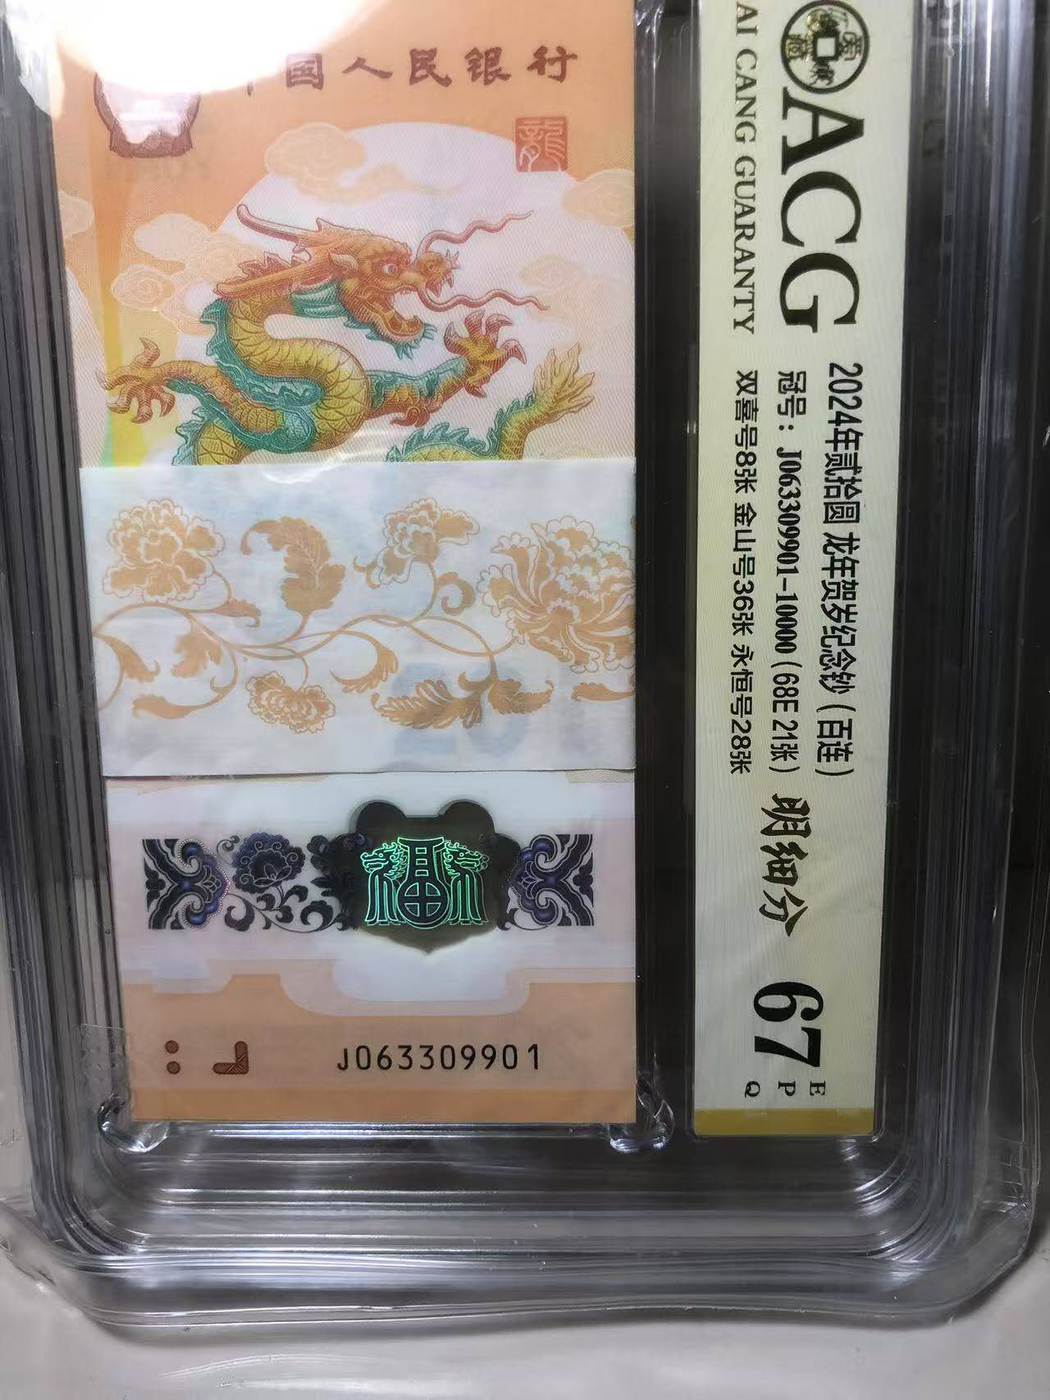 国人民银行
龍
J063309901
ACG
AI CANG GUARANTY
2024年贰拾圆 龙年贺岁纪念钞（百连）
冠号：J063309901-10000（68E 21张）
双喜号8张 金山号36张 永恒号28张
明细分
67
E
P
Q